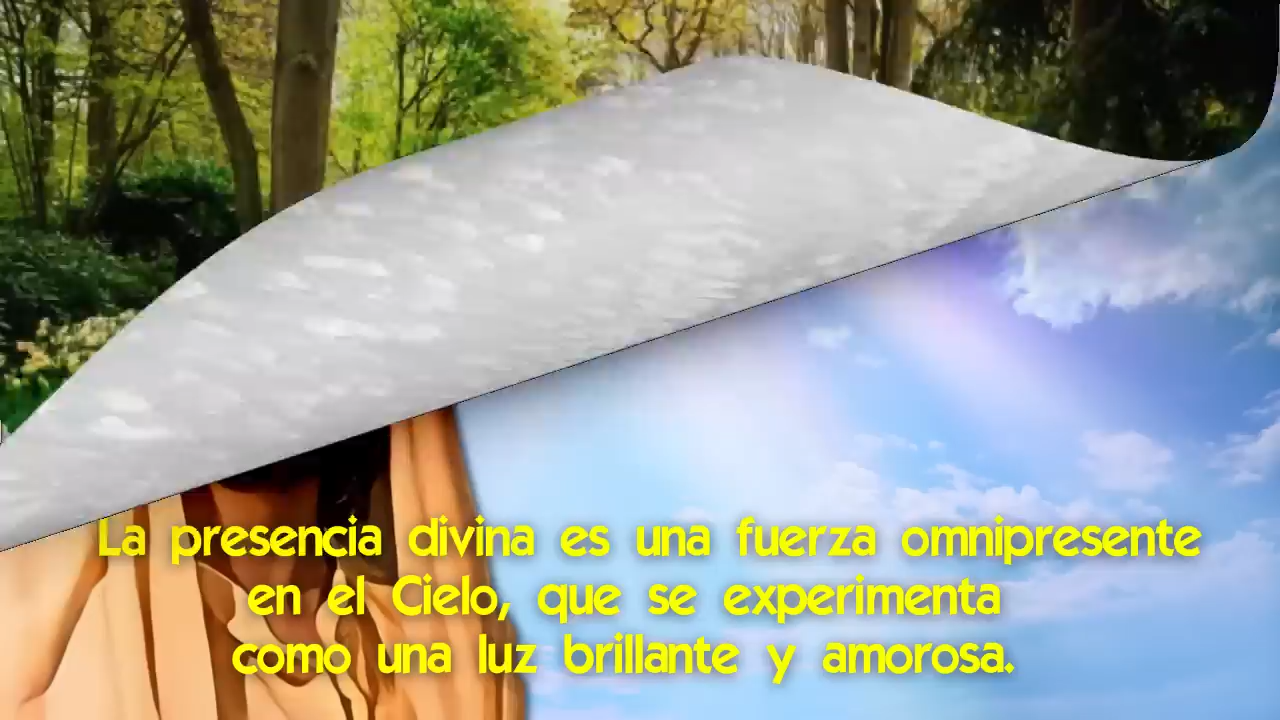 La presencia divina es una fuerza omnipresente
en el Cielo, que se experimenta
como una luz brillante y amorosa.